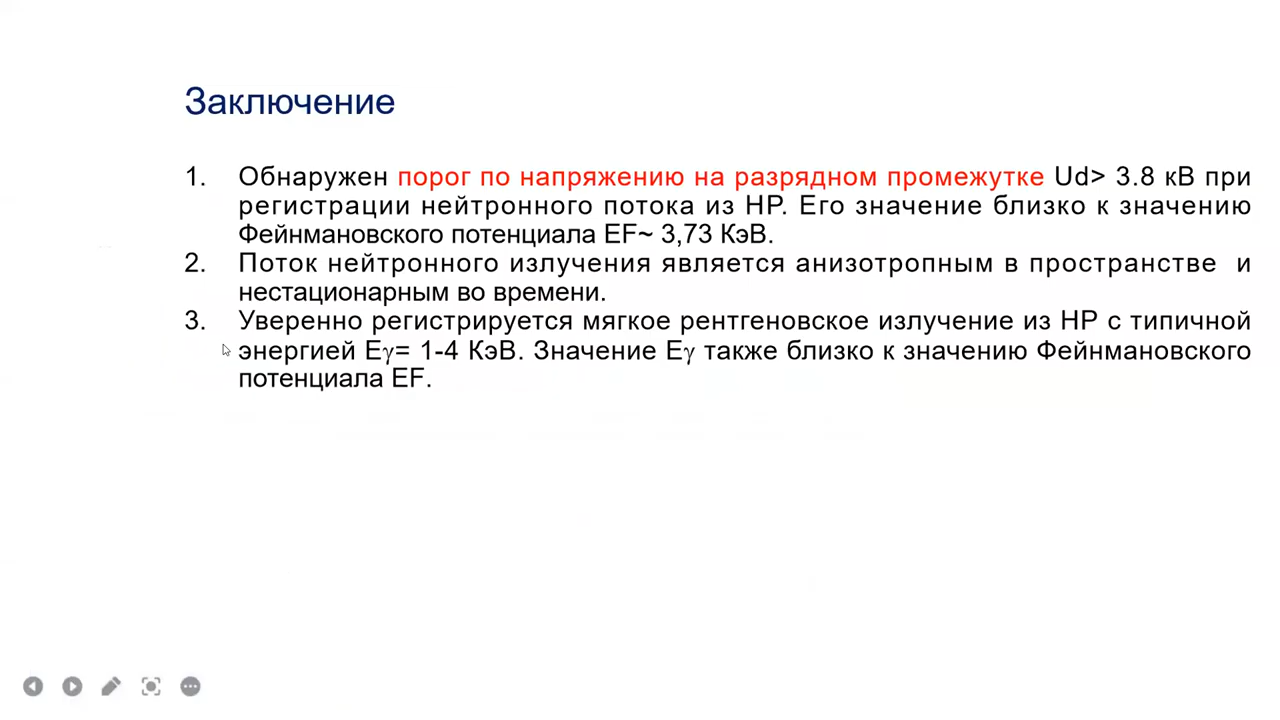 Заключение
1. Обнаружен порог по напряжению на разрядном промежутке Ud> 3.8 кВ при
регистрации нейтронного потока из НР. Его значение близко к значению
Фейнмановского потенциала EF~ 3,73 КэВ.
2. Поток нейтронного излучения является анизотропным в пространстве и
нестационарным во времени.
3. Уверенно регистрируется мягкое рентгеновское излучение из НР с типичной
энергией Eγ= 1-4 КэВ. Значение Eγ также близко к значению Фейнмановского
потенциала EF.